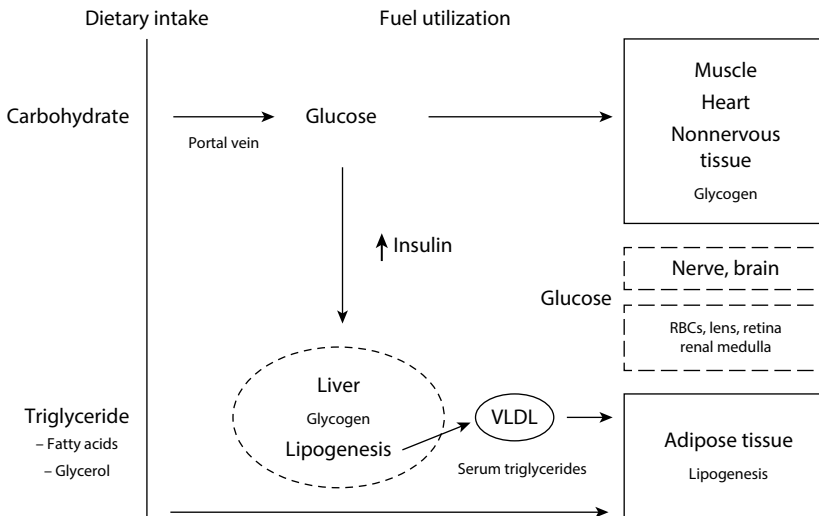 Dietary intake
Fuel utilization
Carbohydrate
Portal vein
Glucose
Muscle
Heart
Nonnervous
tissue
Glycogen
Insulin
Glucose
Nerve, brain
RBCs, lens, retina
renal medulla
Triglyceride
– Fatty acids
– Glycerol
Liver
Glycogen
Lipogenesis
VLDL
Serum triglycerides
Adipose tissue
Lipogenesis